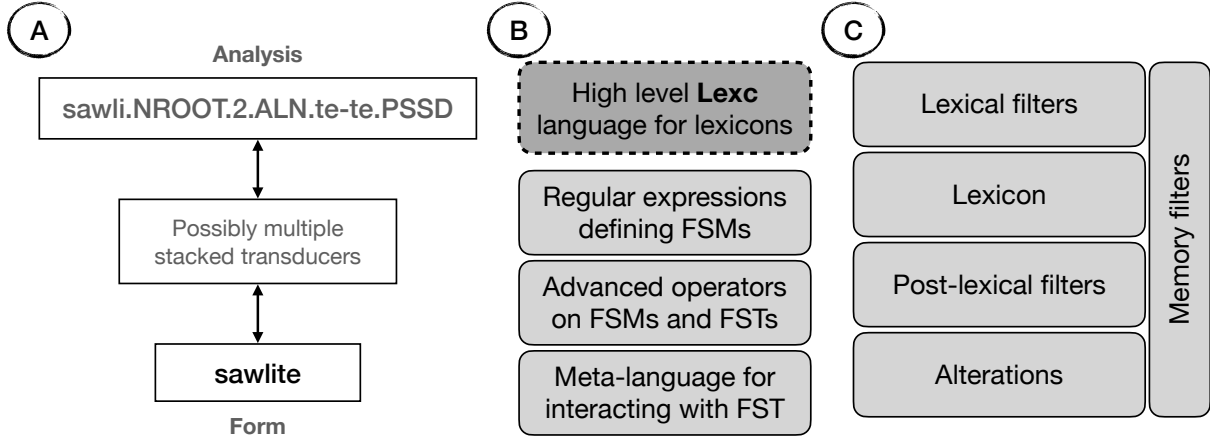 A
Analysis
sawli.NROOT.2.ALN.te-te.PSSD
Possibly multiple
stacked transducers
sawlite
Form
B
High level Lexc
language for lexicons
Regular expressions
defining FSMs
Advanced operators
on FSMs and FSTs
Meta-language for
interacting with FST
C
Lexical filters
Lexicon
Post-lexical filters
Alterations
Memory filters